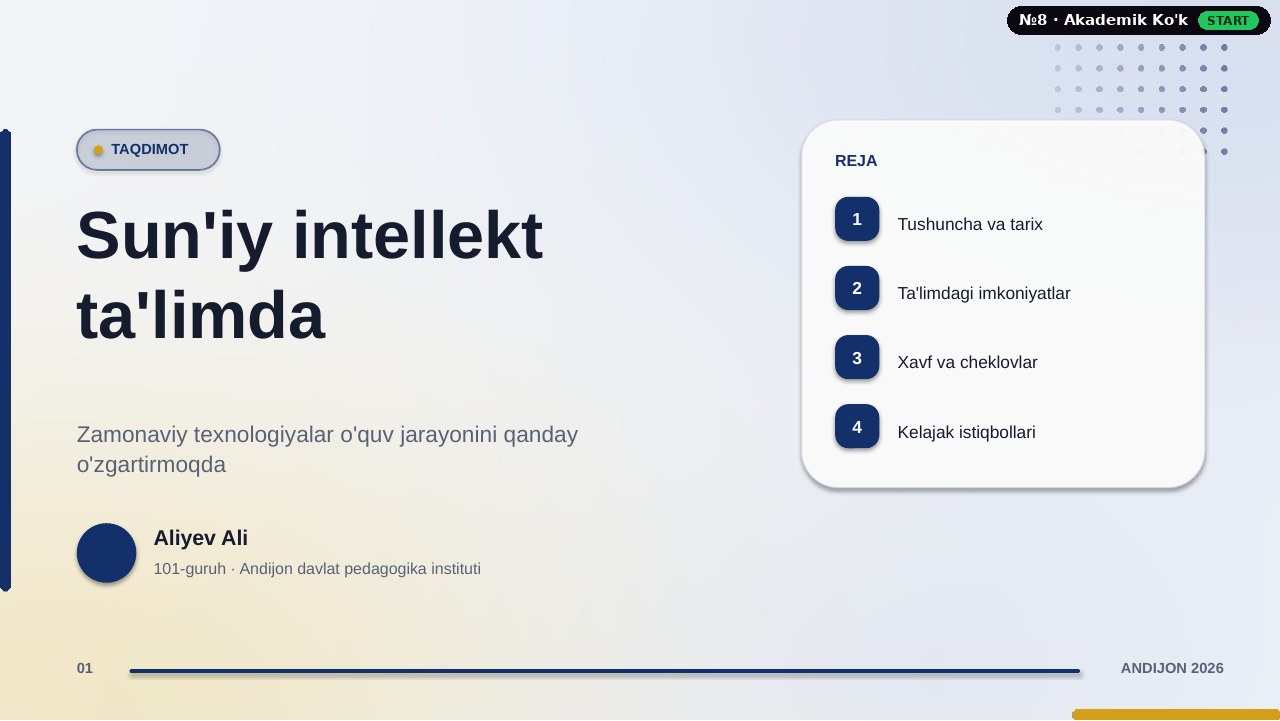 №8 · Akademik Ko'k START
TAQDIMOT
Sun'iy intellekt
ta'limda
Zamonaviy texnologiyalar o'quv jarayonini qanday
o'zgartirmoqda
Aliyev Ali
101-guruh · Andijon davlat pedagogika instituti
REJA
1 Tushuncha va tarix
2 Ta'limdagi imkoniyatlar
3 Xavf va cheklovlar
4 Kelajak istiqbollari
01
ANDIJON 2026